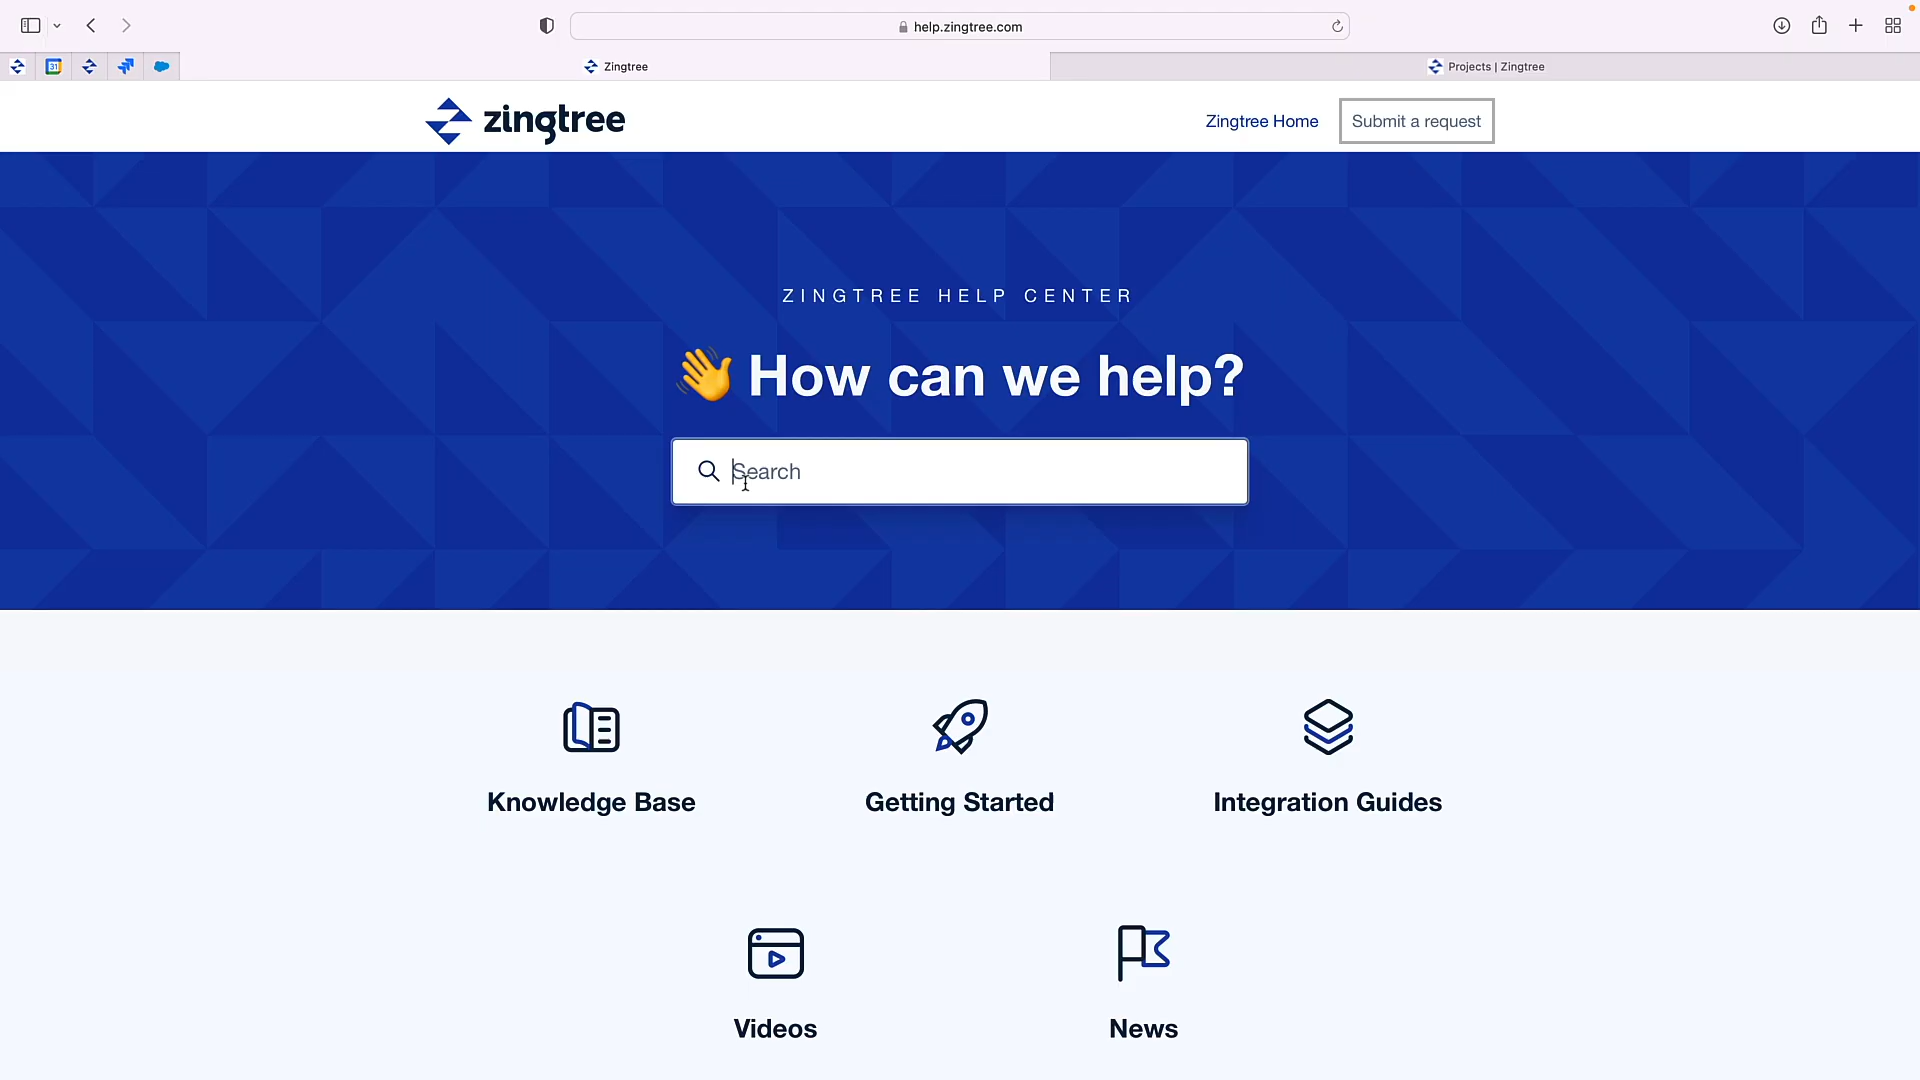 help.zingtree.com
31
Zingtree
Projects | Zingtree
zingtree
Zingtree Home
Submit a request
ZINGTREE HELP CENTER
👋 How can we help?
Search
Knowledge Base
Getting Started
Integration Guides
Videos
News